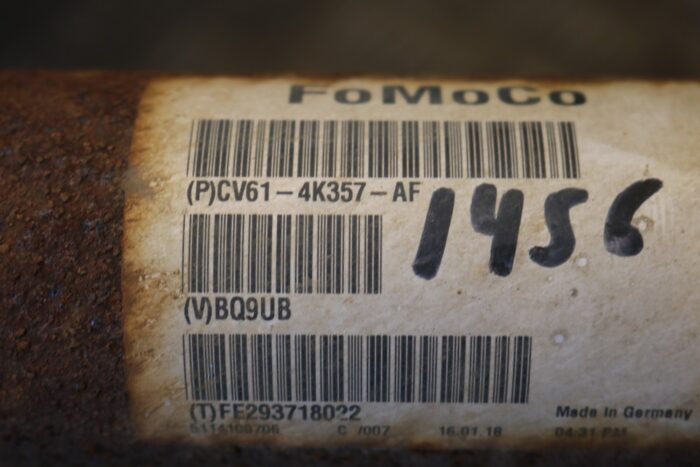 FoMoCo
(P)CV61-4K357-AF
1456
(V)BQ9UB
(T)FE293718022
Made In Germany
C /007 16.01.18 04:31 PM